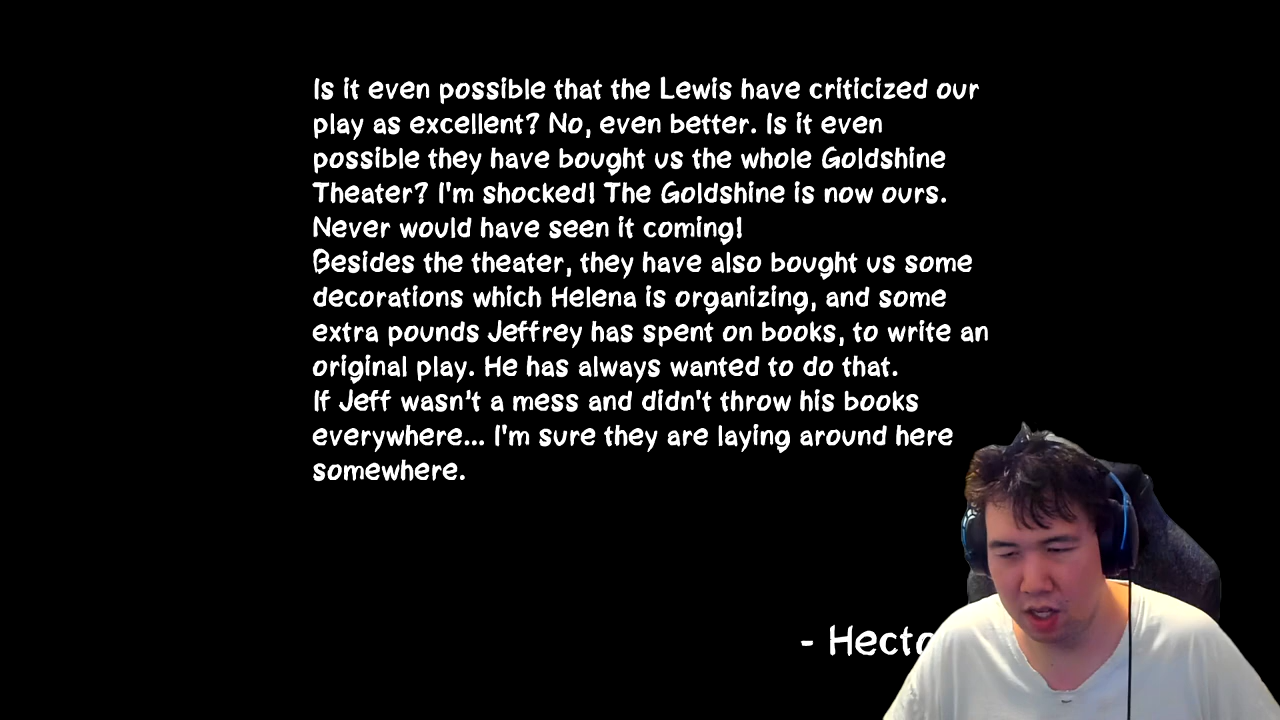 Is it even possible that the Lewis have criticized our
play as excellent? No, even better. Is it even
possible they have bought us the whole Goldshine
Theater? I'm shocked! The Goldshine is now ours.
Never would have seen it coming!
Besides the theater, they have also bought us some
decorations which Helena is organizing, and some
extra pounds Jeffrey has spent on books, to write an
original play. He has always wanted to do that.
If Jeff wasn't a mess and didn't throw his books
everywhere... I'm sure they are laying around here
somewhere.
-